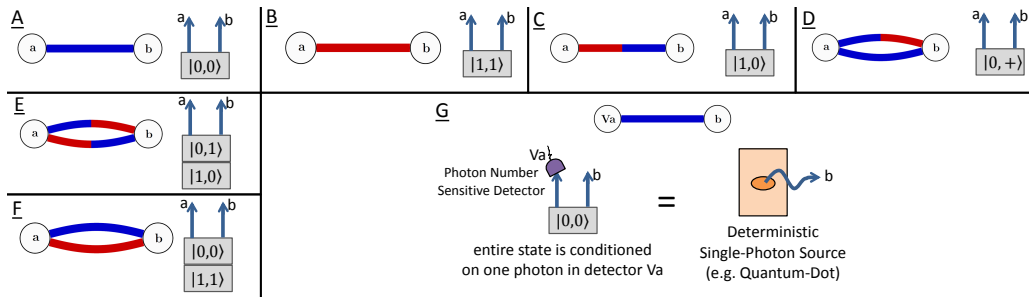 A
a
b
a
b
|0,0⟩
B
a
b
a
b
|1,1⟩
C
a
b
a
b
|1,0⟩
D
a
b
a
b
|0, +⟩
E
a
b
a
b
|0,1⟩
|1,0⟩
F
a
b
a
b
|0,0⟩
|1,1⟩
G
Va
b
Va
Photon Number
Sensitive Detector
b
|0,0⟩
=
b
entire state is conditioned
on one photon in detector Va
Deterministic
Single-Photon Source
(e.g. Quantum-Dot)